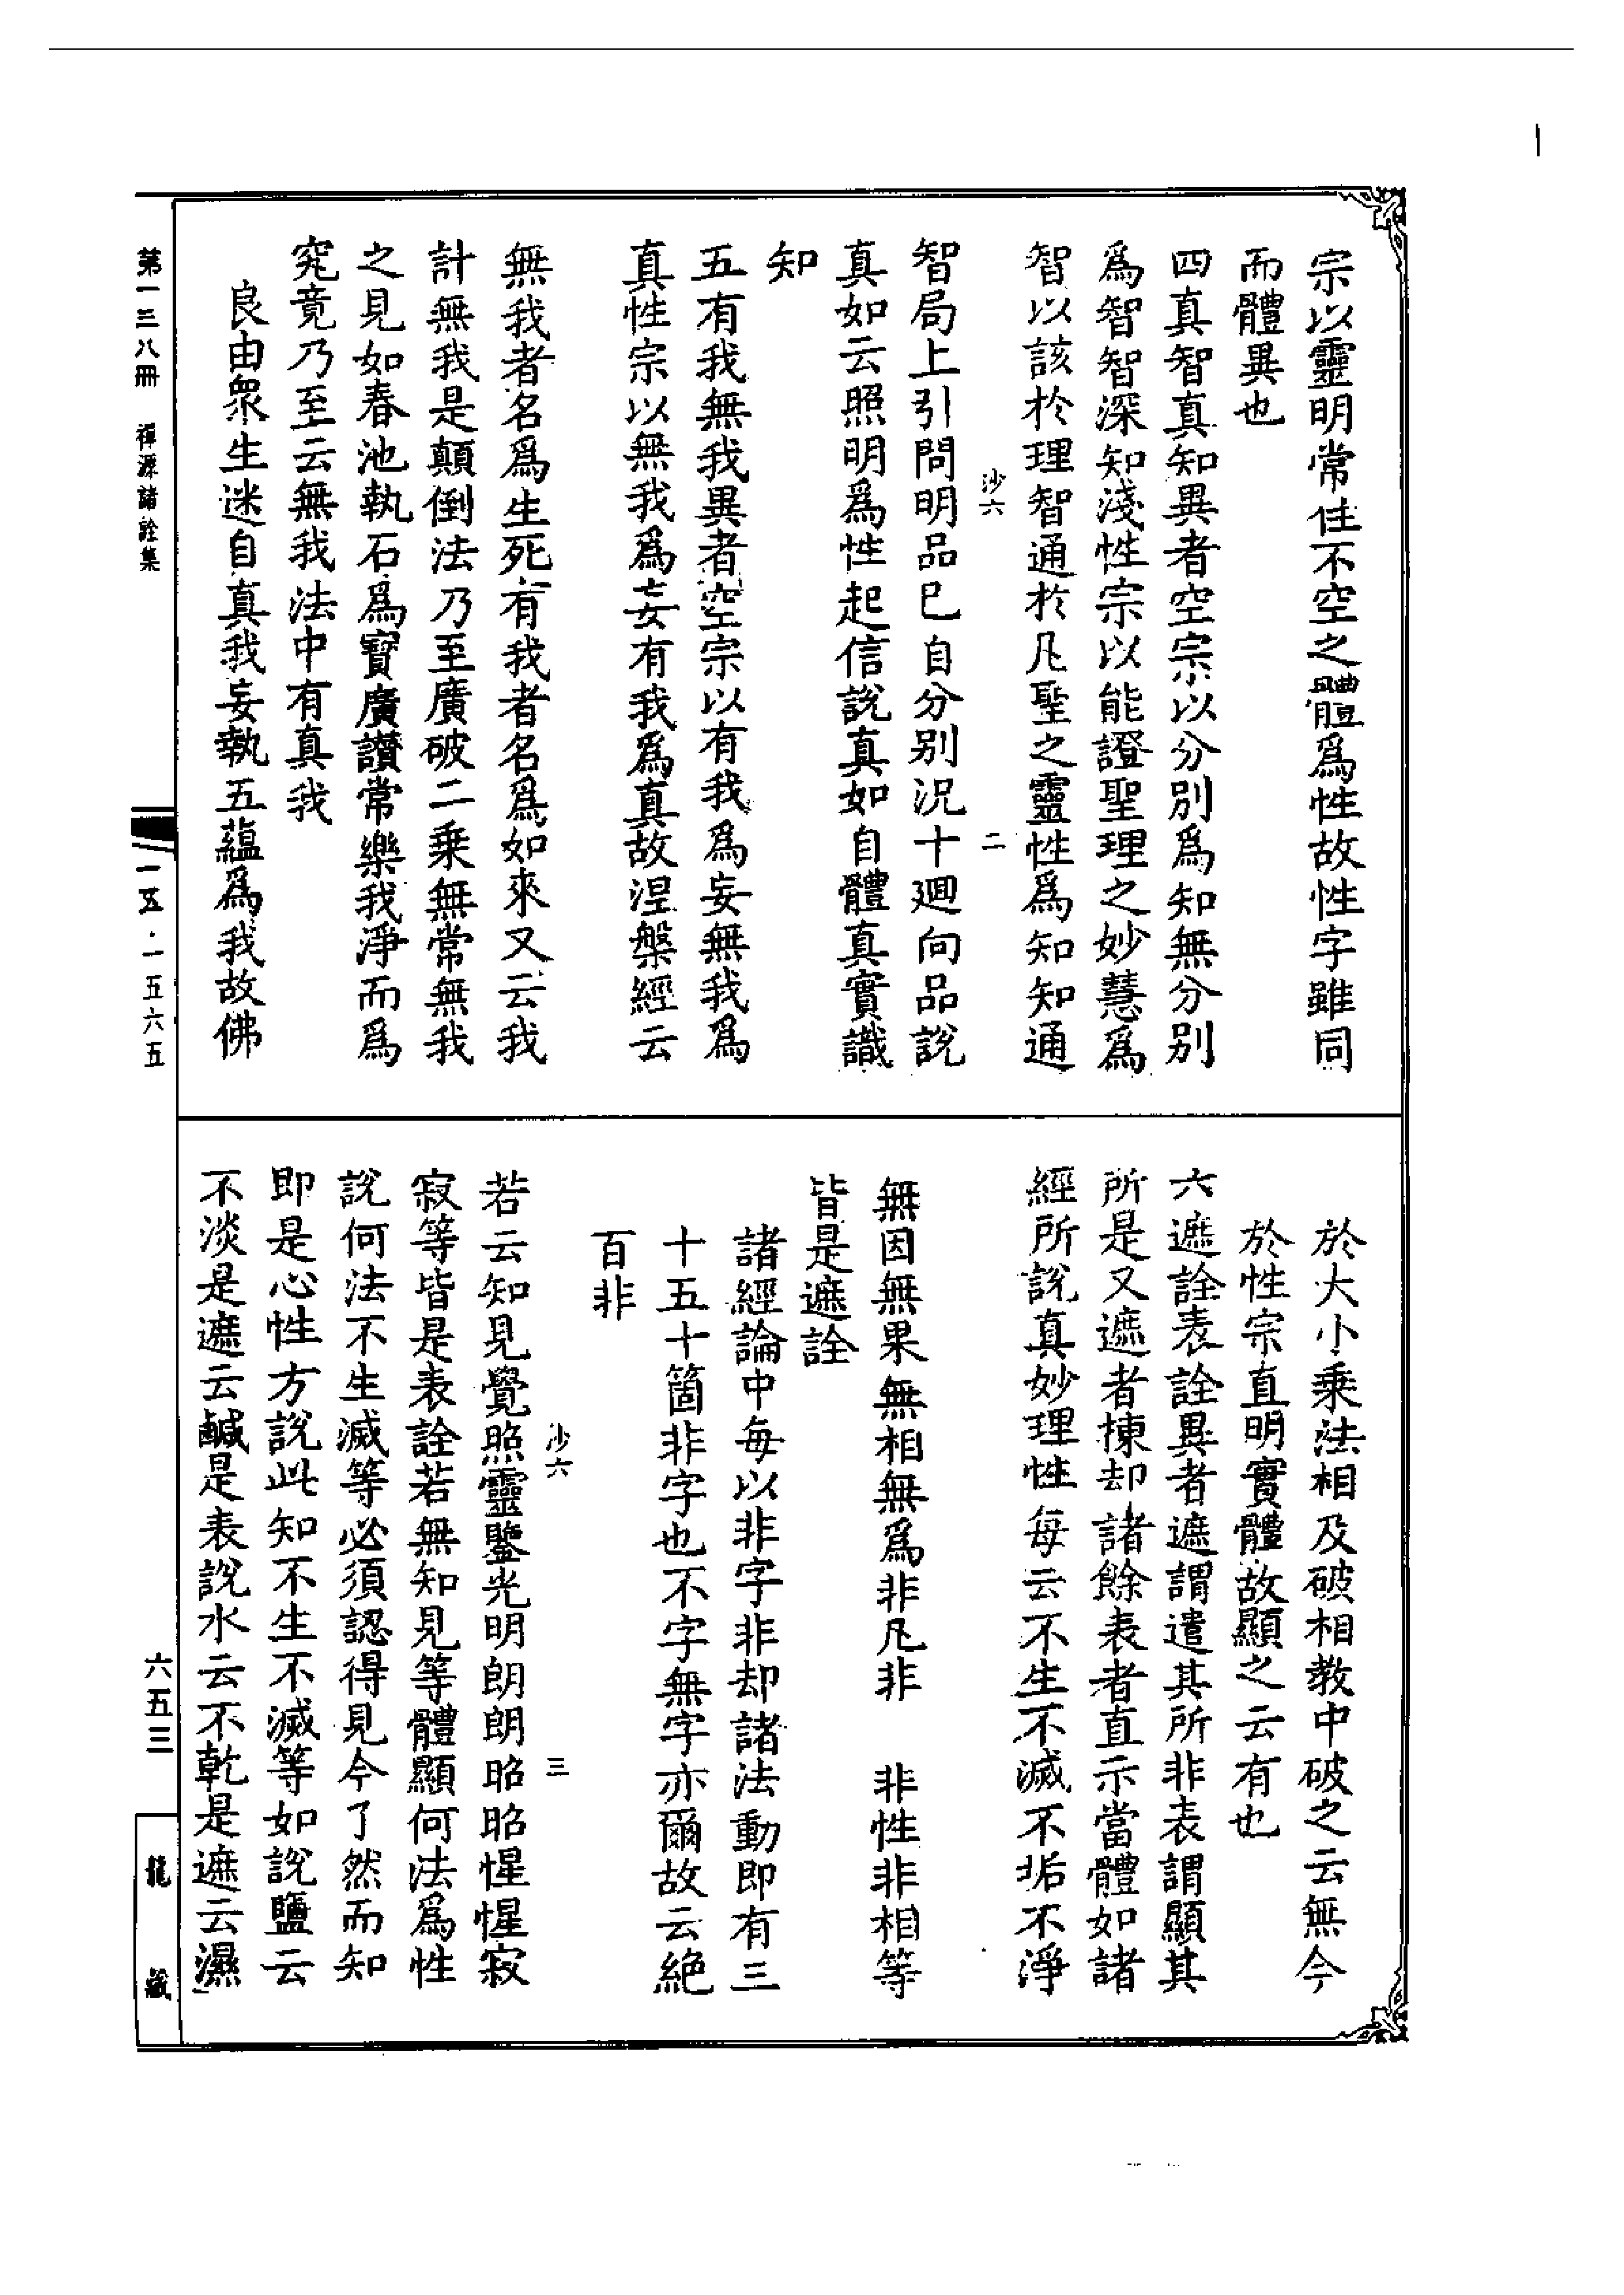 宗以靈明常住不空之體爲性故性字雖同
而體異也
四真智真知異者空宗以分別爲知無分别
爲智智深知淺性宗以能證聖理之妙慧爲
智以該於理智通於凡聖之靈性爲知知通
沙六 二
智局上引問明品已自分别況十廻向品說
真如云照明爲性起信說真如自體真實識
知
五有我無我異者空宗以有我爲妄無我爲
真性宗以無我爲妄有我爲真故涅槃經云
無我者名爲生死有我者名爲如來又云我
計無我是顛倒法乃至廣破二乗無常無我
之見如春池執石爲寳廣讃常樂我淨而爲
究竟乃至云無我法中有真我
良由衆生迷自真我妄執五蘊爲我故佛
於大小乗法相及破相教中破之云無今
於性宗直明實體故顯之云有也
六遮詮表詮異者遮謂遣其所非表謂顯其
所是又遮者揀却諸餘表者直示當體如諸
經所説真妙理性每云不生不滅不垢不淨
無因無果無相無爲非凡非 非性非相等
皆是遮詮
諸經論中每以非字非却諸法動即有三
十五十箇非字也不字無字亦爾故云絶
百非
沙六 三
若云知見覺照靈鑒光明朗朗昭昭惺惺寂
寂等皆是表詮若無知見等體顯何法爲性
說何法不生滅等必須認得見今了然而知
即是心性方説此知不生不滅等如說鹽云
不淡是遮云鹹是表說水云不乾是遮云濕
第一三八冊 禪源諸詮集
一五·一五六五
六五三
龍藏